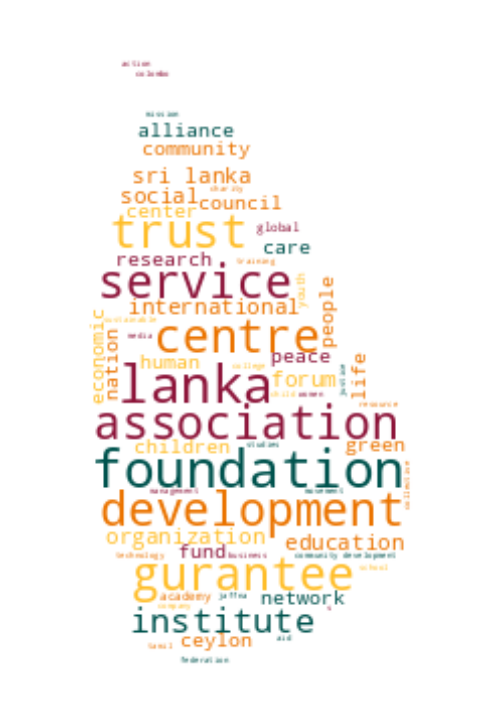 action
colombo
mission
alliance
community
sri lanka
charity
social
council
center
trust
global
care
research
training
service
youth
international
people
economic
sustainable
nation
media
centre
peace
human
college
forum
life
justice
lanka
child
women
resource
association
children
studies
green
foundation
collective
management
movement
development
organization
education
technology
fund
business
community development
gurantee
school
academy
jaffna
network
company
s
institute
aid
tamil
ceylon
federation